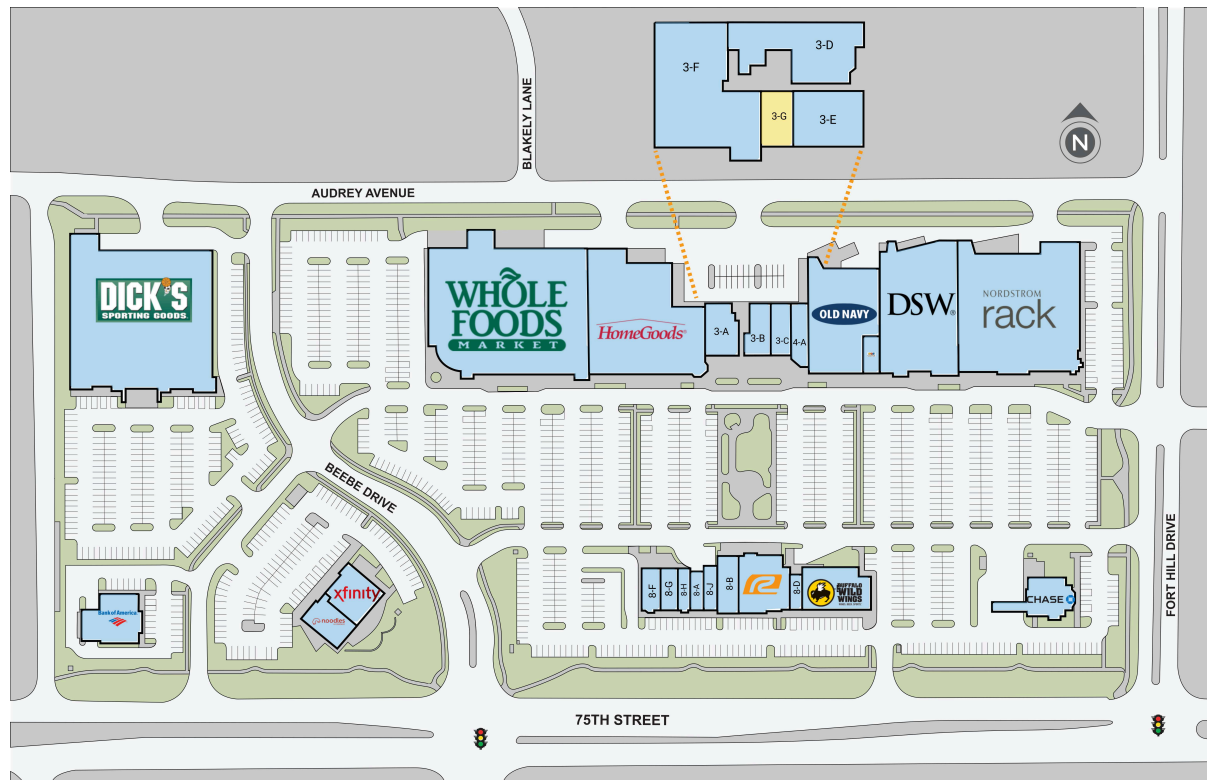 3-D
3-F
3-G
3-E
BLAKELY LANE
N
AUDREY AVENUE
DICK'S
SPORTING GOODS
WHOLE
FOODS
MARKET
HomeGoods
3-A
3-B
3-C
4-A
OLD NAVY
DSW
NORDSTROM
rack
BEEBE DRIVE
FORT HILL DRIVE
Bank of America
xfinity
noodles
8-F
8-G
8-H
8-A
8-J
8-B
8-D
BUFFALO
WILD
WINGS
CHASE
75TH STREET